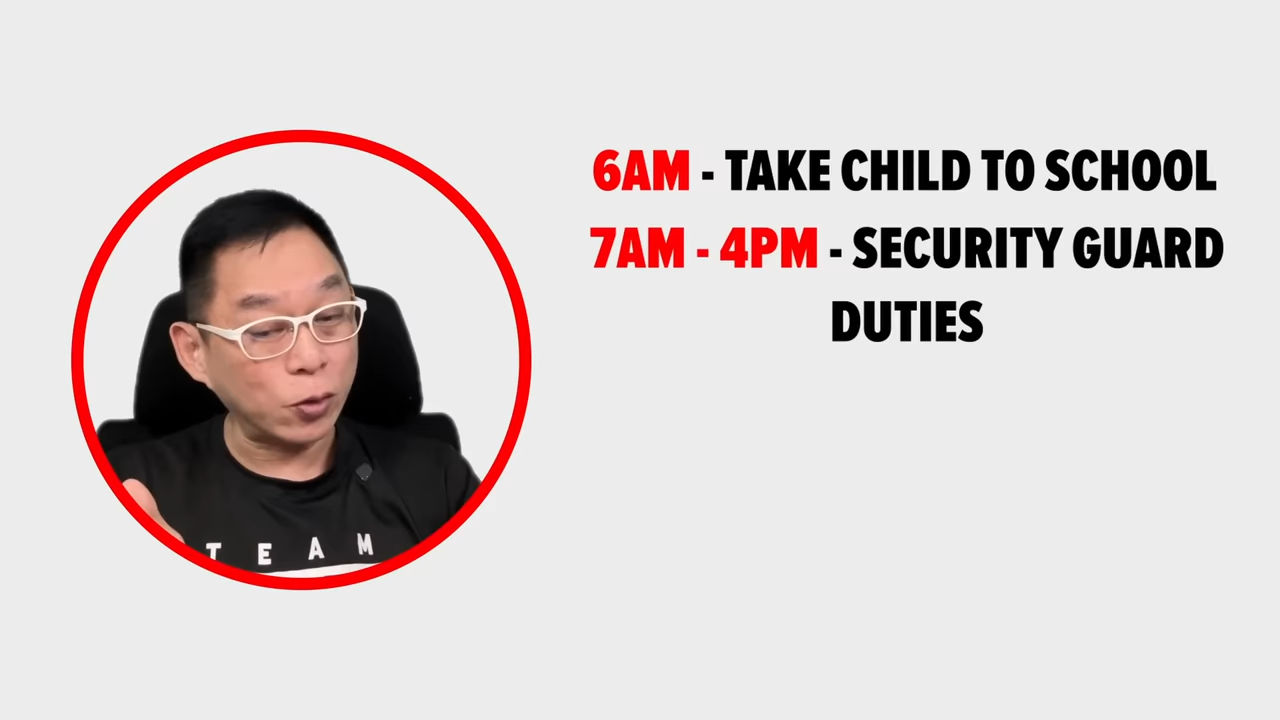 6AM - TAKE CHILD TO SCHOOL
7AM - 4PM - SECURITY GUARD
DUTIES
TEAM